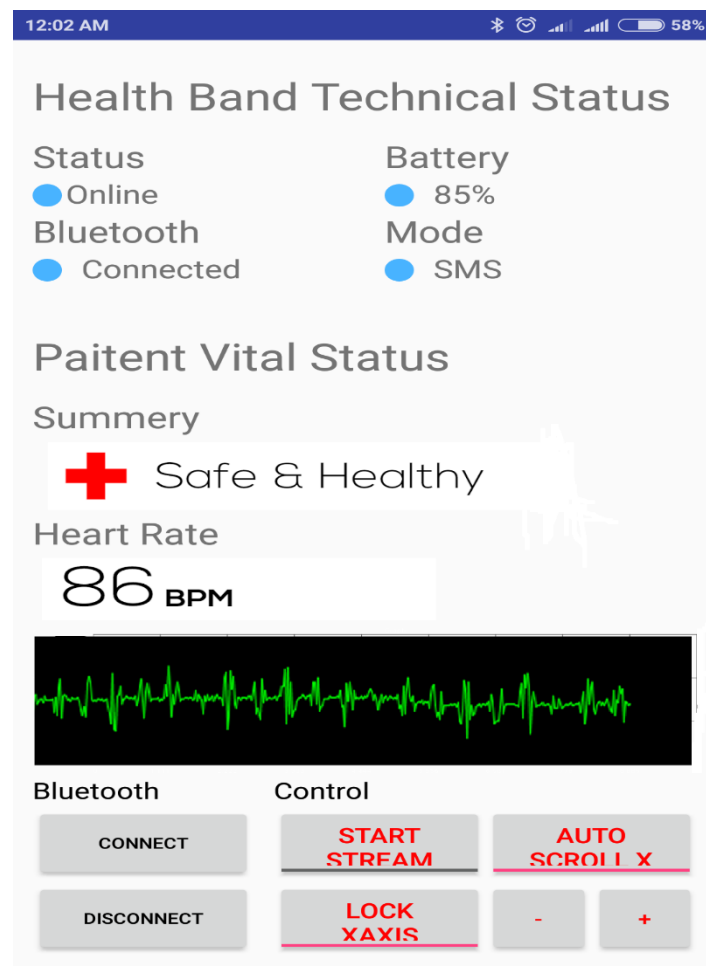 12:02 AM 58%
Health Band Technical Status
Status Battery
Online 85%
Bluetooth Mode
Connected SMS
Paitent Vital Status
Summery
Safe & Healthy
Heart Rate
86 BPM
Bluetooth Control
CONNECT START STREAM AUTO SCROLL X
DISCONNECT LOCK XAXIS - +